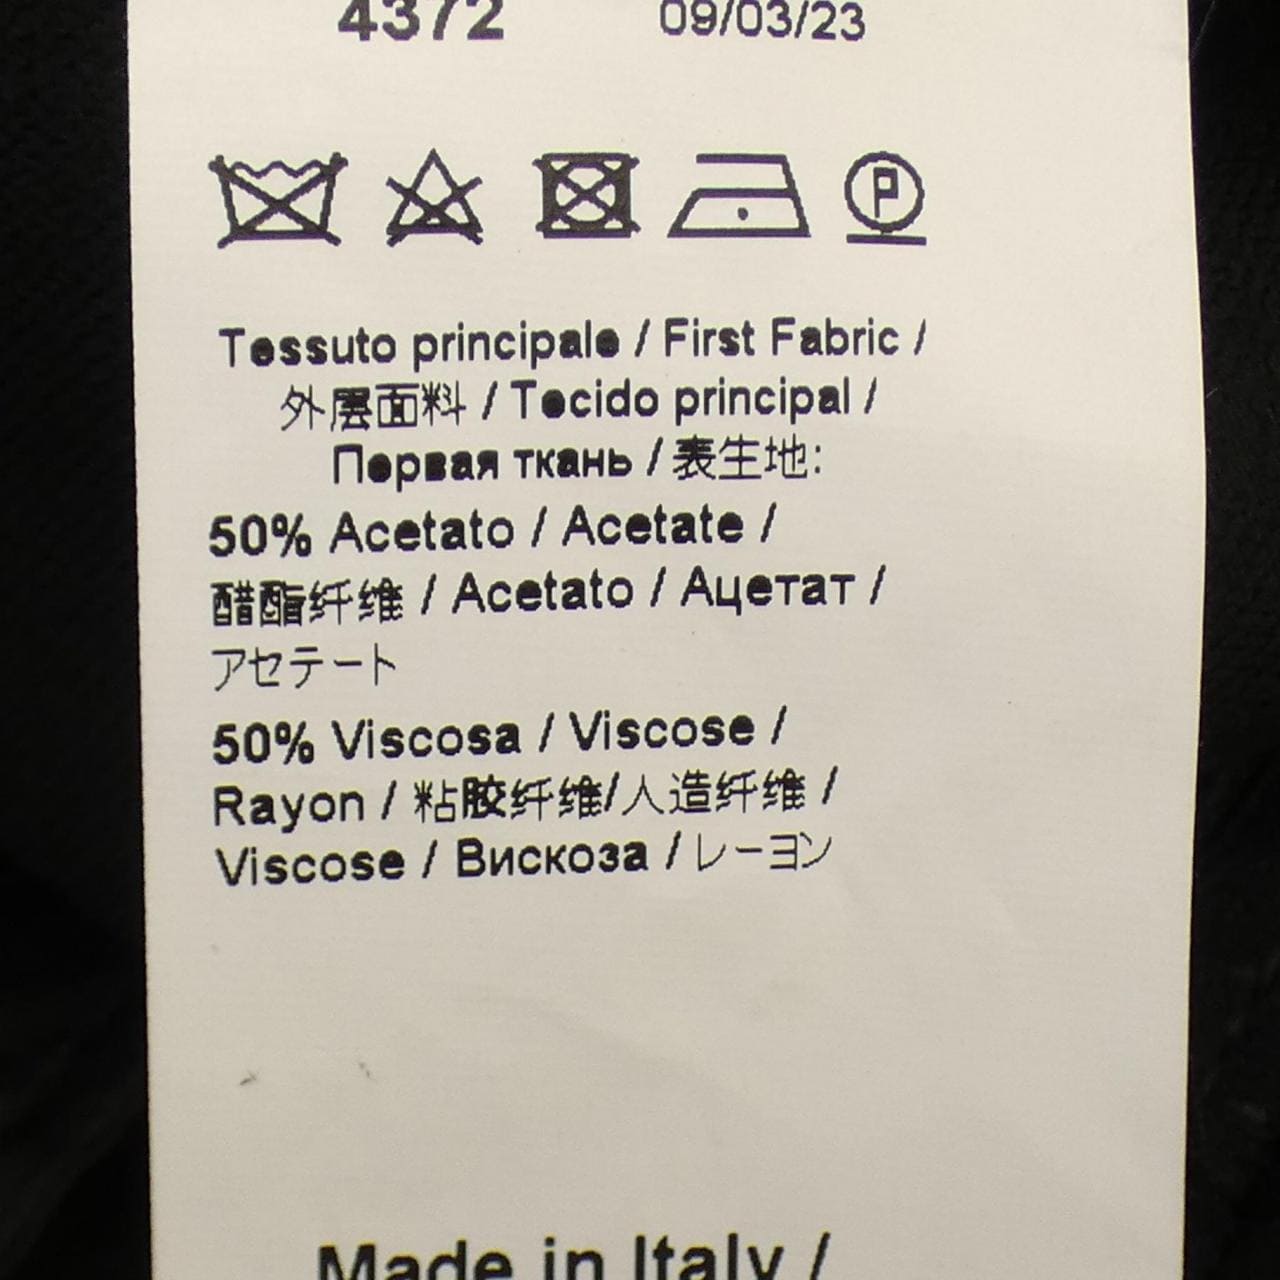 4372 09/03/23
P
Tessuto principale / First Fabric /
外层面料 / Tecido principal /
Первая ткань / 表生地:
50% Acetato / Acetate /
醋酯纤维 / Acetato / Ацетат /
アセテート
50% Viscosa / Viscose /
Rayon / 粘胶纤维/人造纤维 /
Viscose / Вискоза / レーヨン
Made in Italy /